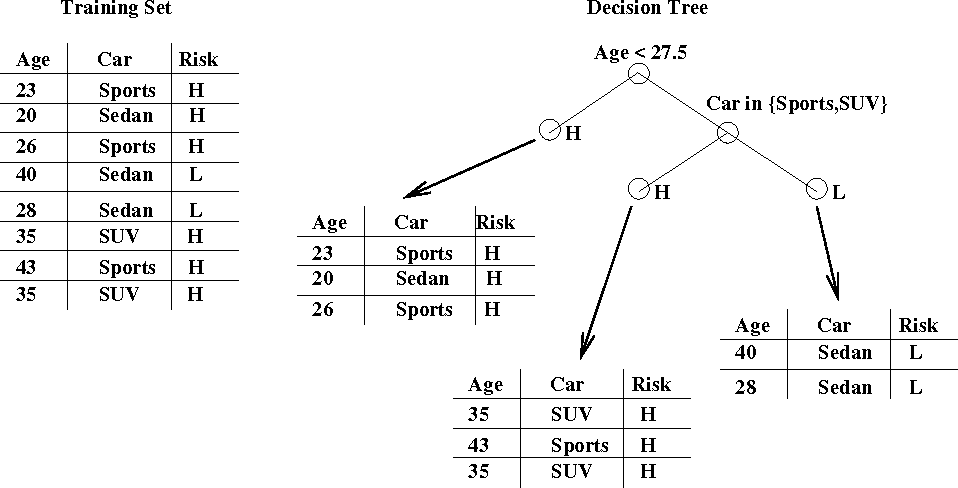 Training Set
Age Car Risk
23 Sports H
20 Sedan H
26 Sports H
40 Sedan L
28 Sedan L
35 SUV H
43 Sports H
35 SUV H
Decision Tree
Age < 27.5
Car in {Sports,SUV}
H
H
L
Age Car Risk
23 Sports H
20 Sedan H
26 Sports H
Age Car Risk
35 SUV H
43 Sports H
35 SUV H
Age Car Risk
40 Sedan L
28 Sedan L